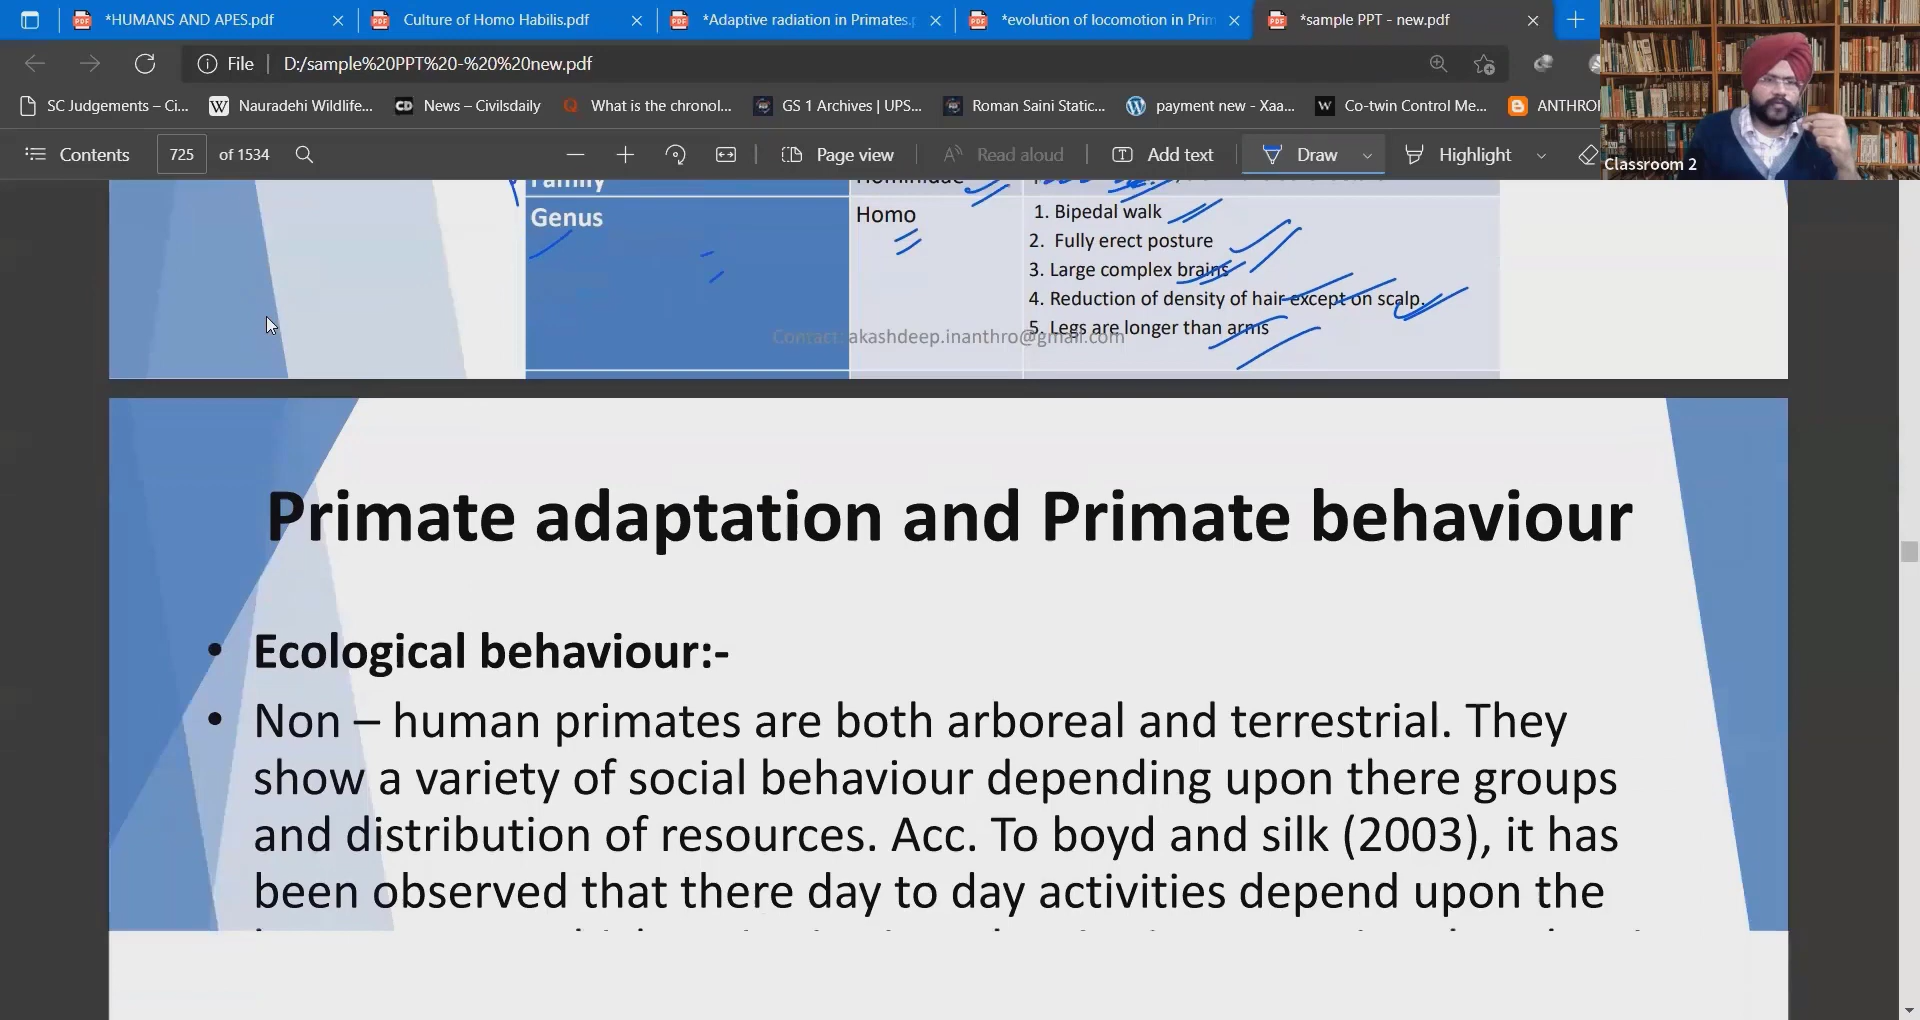 *HUMANS AND APES.pdf
Culture of Homo Habilis.pdf
*Adaptive radiation in Primates.
*evolution of locomotion in Prim
*sample PPT - new.pdf
File D:/sample%20PPT%20-%20%20new.pdf
SC Judgements – Ci...
Nauradehi Wildlife...
CD News – Civilsdaily
Q What is the chronol...
GS 1 Archives | UPS...
Roman Saini Static...
payment new - Xaa...
W Co-twin Control Me...
ANTHRO
Contents 725 of 1534 Page view Read aloud Add text Draw Highlight
Classroom 2
Family Hominidae
Genus Homo
1. Bipedal walk
2. Fully erect posture
3. Large complex brains
4. Reduction of density of hair except on scalp.
5. Legs are longer than arms
Contact: akashdeep.inanthro@gmail.com
Primate adaptation and Primate behaviour
• Ecological behaviour:-
• Non – human primates are both arboreal and terrestrial. They
show a variety of social behaviour depending upon there groups
and distribution of resources. Acc. To boyd and silk (2003), it has
been observed that there day to day activities depend upon the